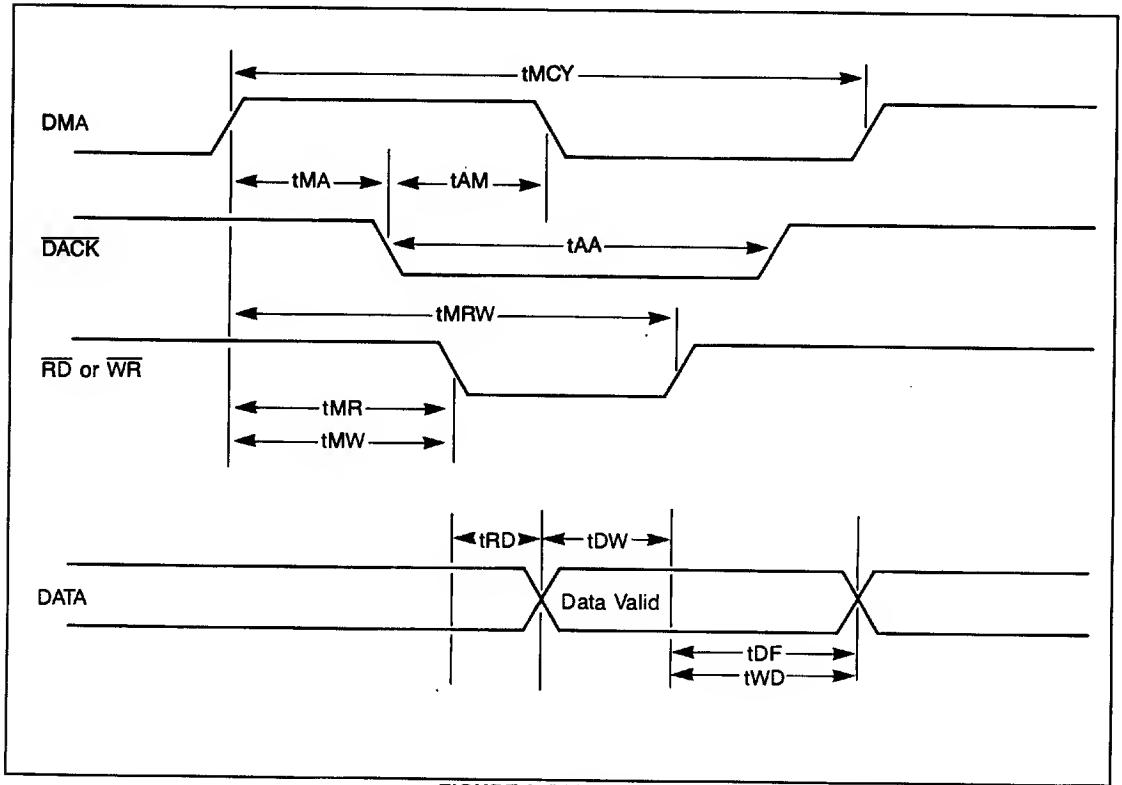 tMCY
DMA
tMA
tAM
DACK
tAA
tMRW
RD or WR
tMR
tMW
tRD
tDW
DATA
Data Valid
tDF
tWD